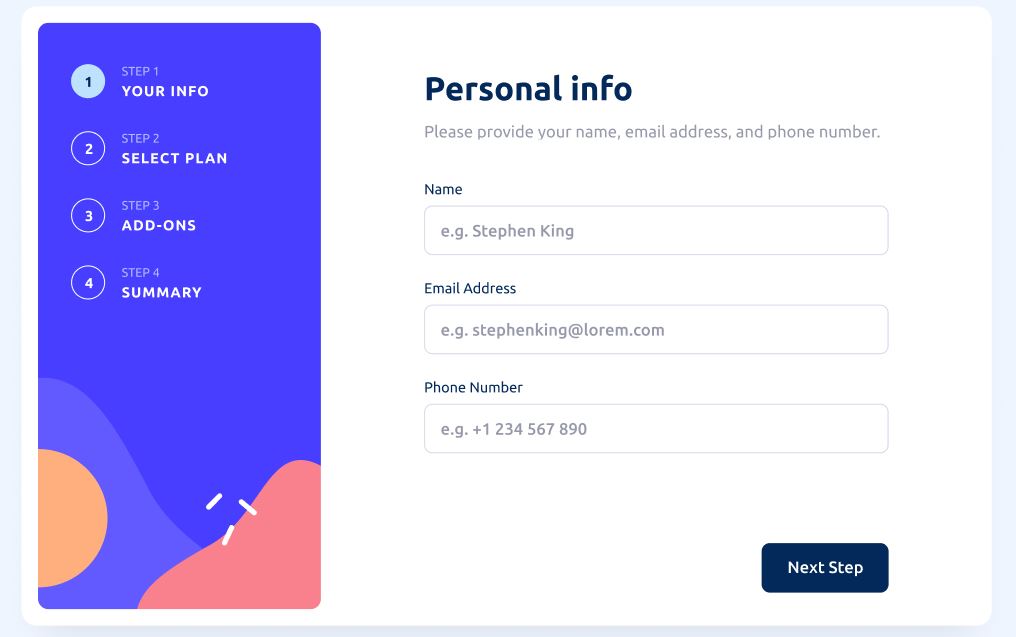 1
STEP 1
YOUR INFO
2
STEP 2
SELECT PLAN
3
STEP 3
ADD-ONS
4
STEP 4
SUMMARY
Personal info
Please provide your name, email address, and phone number.
Name
e.g. Stephen King
Email Address
e.g. stephenking@lorem.com
Phone Number
e.g. +1 234 567 890
Next Step